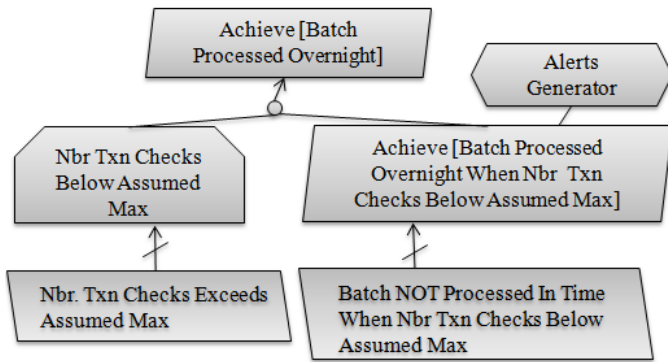 Achieve [Batch
Processed Overnight]
Alerts
Generator
Nbr Txn Checks
Below Assumed
Max
Achieve [Batch Processed
Overnight When Nbr Txn
Checks Below Assumed Max]
Nbr. Txn Checks Exceeds
Assumed Max
Batch NOT Processed In Time
When Nbr Txn Checks Below
Assumed Max